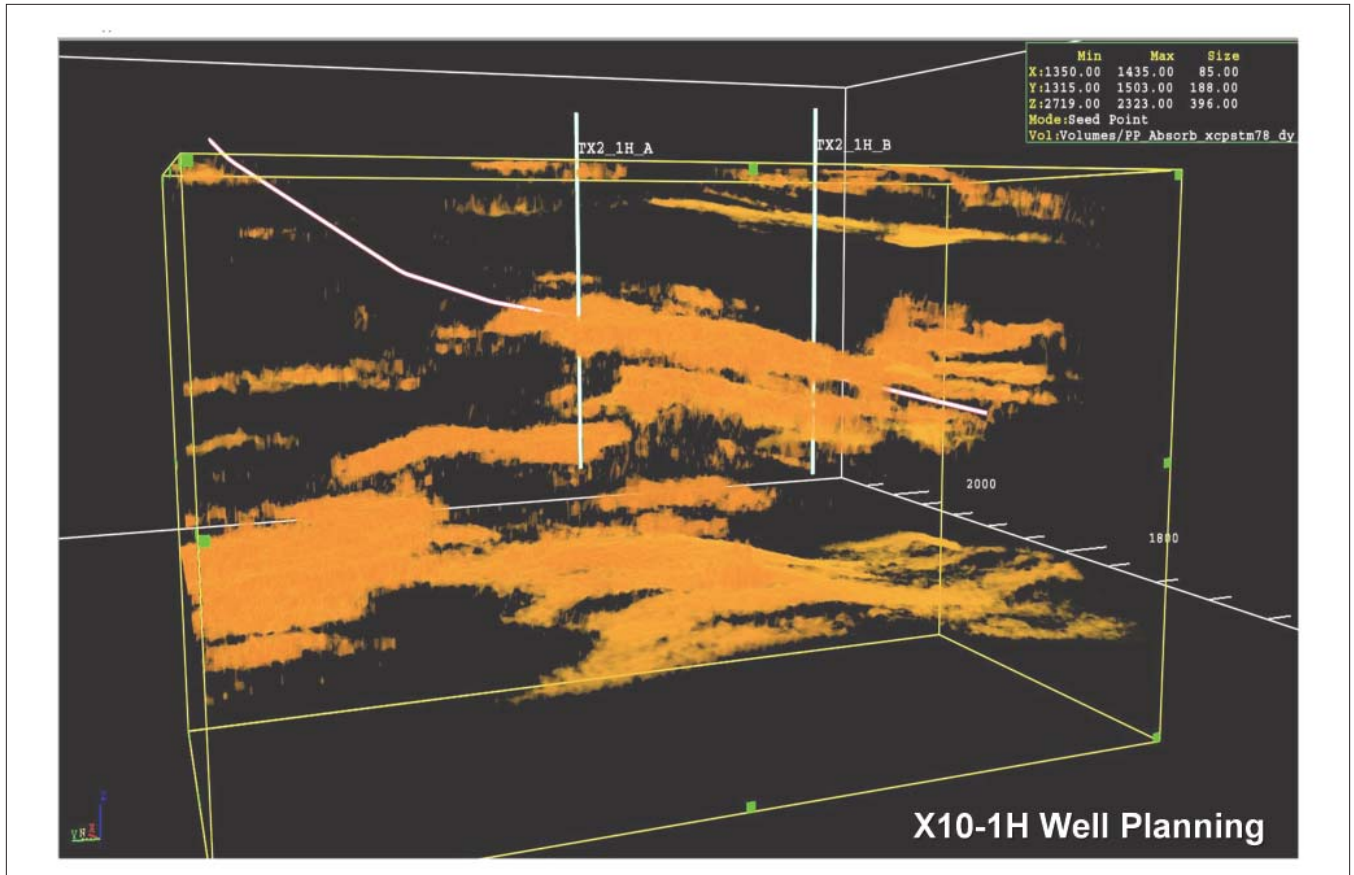 Min Max Size
X:1350.00 1435.00 85.00
Y:1315.00 1503.00 188.00
Z:2719.00 2323.00 396.00
Mode:Seed Point
Vol:Volumes/PP_Absorb_xcpstm78_dy
TX2_1H_A
TX2_1H_B
2000
1800
Z
X10-1H Well Planning